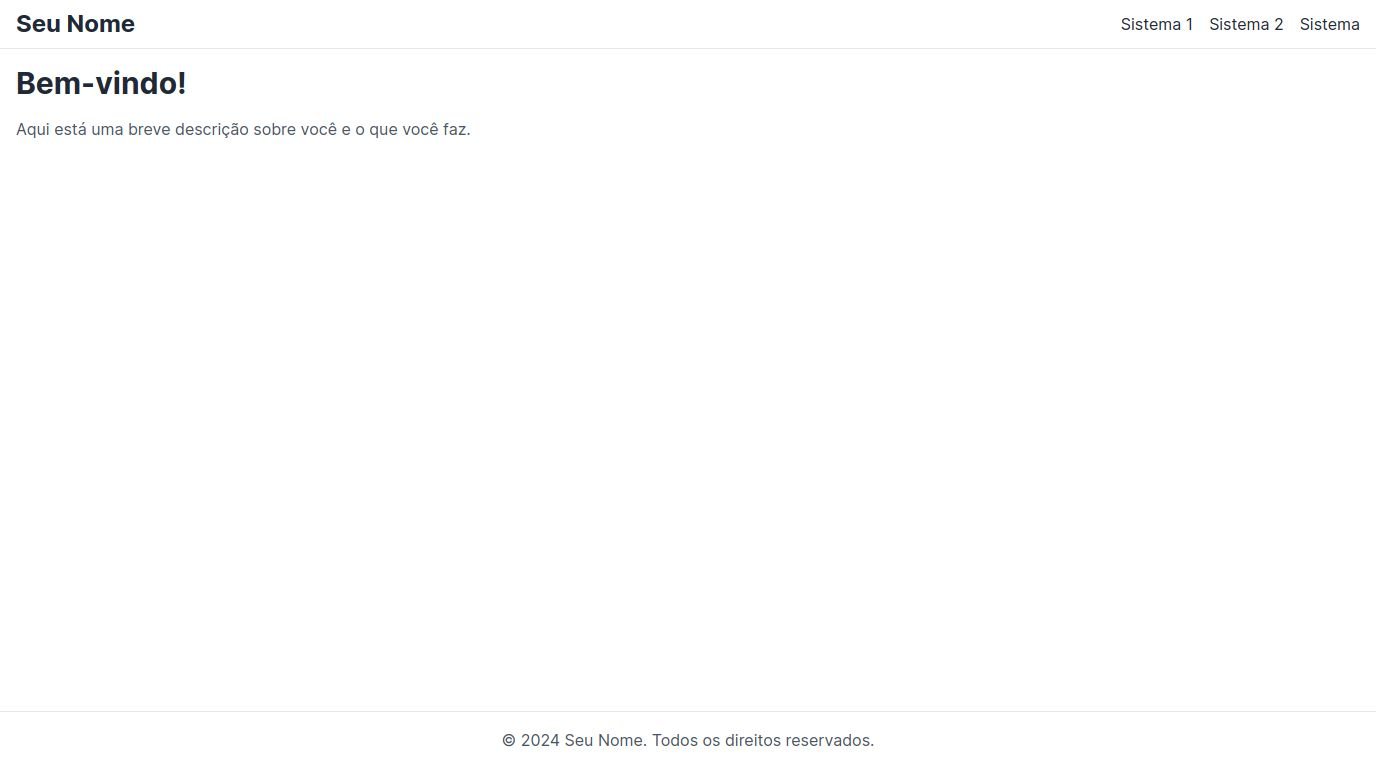 Seu Nome
Sistema 1 Sistema 2 Sistema
Bem-vindo!
Aqui está uma breve descrição sobre você e o que você faz.
© 2024 Seu Nome. Todos os direitos reservados.